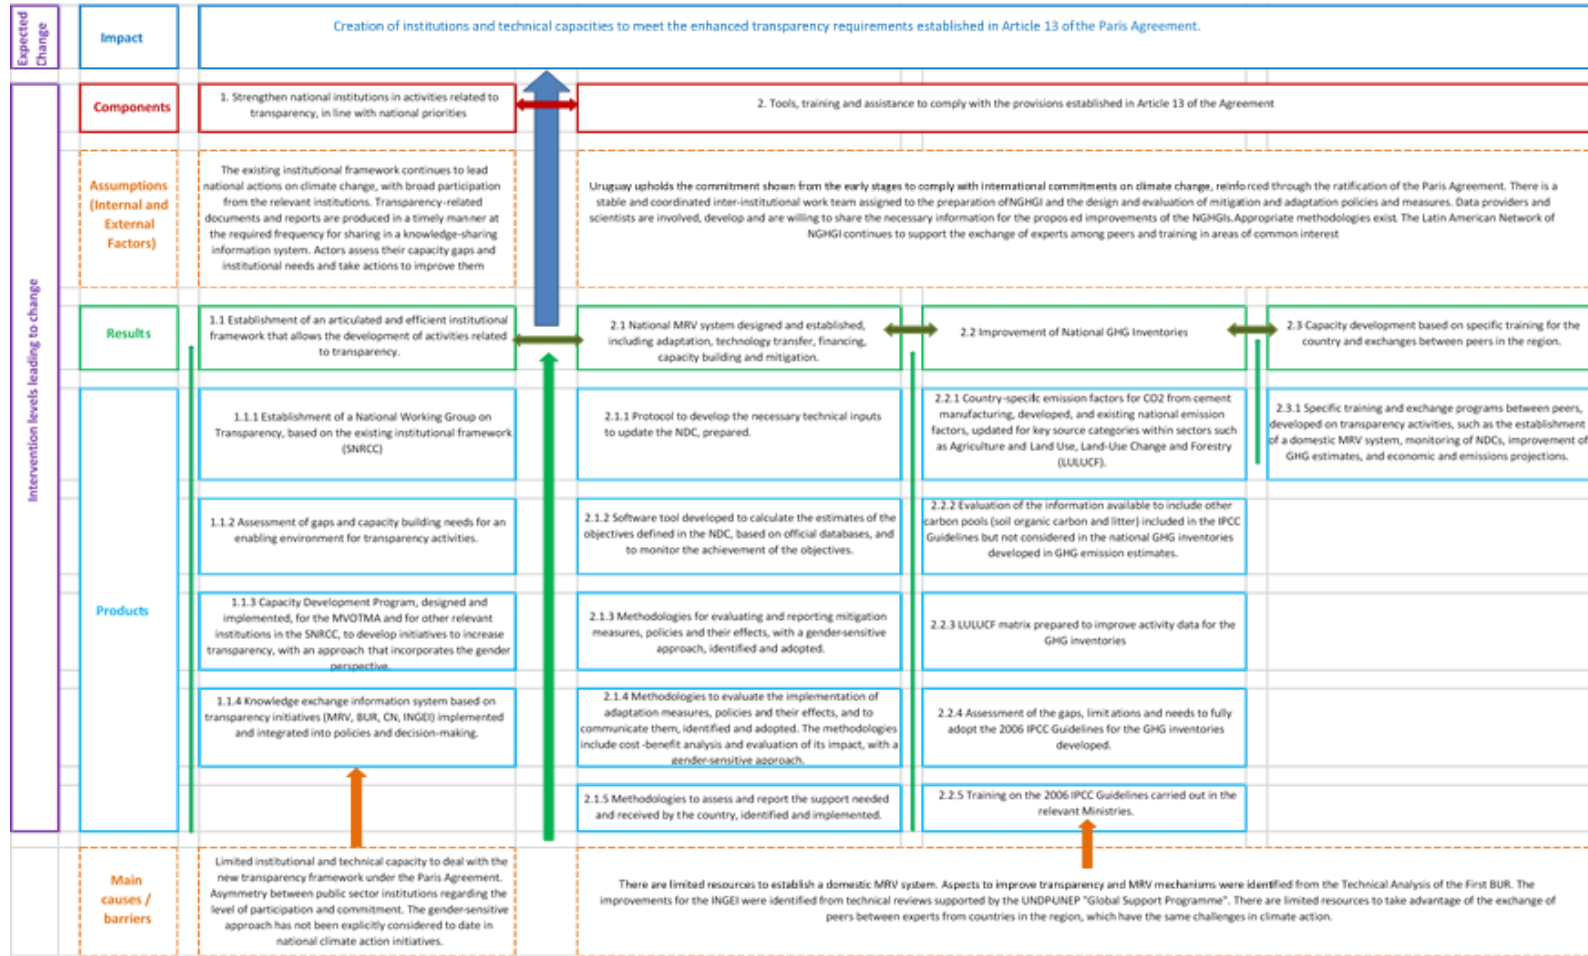 Expected
Change
Impact
Creation of institutions and technical capacities to meet the enhanced transparency requirements established in Article 13 of the Paris Agreement.
Intervention levels leading to change
Components
1. Strengthen national institutions in activities related to
transparency, in line with national priorities
2. Tools, training and assistance to comply with the provisions established in Article 13 of the Agreement
Assumptions
(Internal and
External
Factors)
The existing institutional framework continues to lead
national actions on climate change, with broad participation
from the relevant institutions. Transparency-related
documents and reports are produced in a timely manner at
the required frequency for sharing in a knowledge-sharing
information system. Actors assess their capacity gaps and
institutional needs and take actions to improve them
Uruguay upholds the commitment shown from the early stages to comply with international commitments on climate change, reinforced through the ratification of the Paris Agreement. There is a
stable and coordinated inter-institutional work team assigned to the preparation ofNGHGI and the design and evaluation of mitigation and adaptation policies and measures. Data providers and
scientists are involved, develop and are willing to share the necessary information for the proposed improvements of the NGHGIs.Appropriate methodologies exist. The Latin American Network of
NGHGI continues to support the exchange of experts among peers and training in areas of common interest
Results
1.1 Establishment of an articulated and efficient institutional
framework that allows the development of activities related
to transparency.
2.1 National MRV system designed and established,
including adaptation, technology transfer, financing,
capacity building and mitigation.
2.2 Improvement of National GHG Inventories
2.3 Capacity development based on specific training for the
country and exchanges between peers in the region.
Products
1.1.1 Establishment of a National Working Group on
Transparency, based on the existing institutional framework
(SNRCC)
2.1.1 Protocol to develop the necessary technical inputs
to update the NDC, prepared.
2.2.1 Country-specific emission factors for CO2 from cement
manufacturing, developed, and existing national emission
factors, updated for key source categories within sectors such
as Agriculture and Land Use, Land-Use Change and Forestry
(LULUCF).
2.3.1 Specific training and exchange programs between peers,
developed on transparency activities, such as the establishment
of a domestic MRV system, monitoring of NDCs, improvement of
GHG estimates, and economic and emissions projections.
1.1.2 Assessment of gaps and capacity building needs for an
enabling environment for transparency activities.
2.1.2 Software tool developed to calculate the estimates of the
objectives defined in the NDC, based on official databases, and
to monitor the achievement of the objectives.
2.2.2 Evaluation of the information available to include other
carbon pools (soil organic carbon and litter) included in the IPCC
Guidelines but not considered in the national GHG inventories
developed in GHG emission estimates.
1.1.3 Capacity Development Program, designed and
implemented, for the MVOTMA and for other relevant
institutions in the SNRCC, to develop initiatives to increase
transparency, with an approach that incorporates the gender
perspective.
2.1.3 Methodologies for evaluating and reporting mitigation
measures, policies and their effects, with a gender-sensitive
approach, identified and adopted.
2.2.3 LULUCF matrix prepared to improve activity data for the
GHG inventories
1.1.4 Knowledge exchange information system based on
transparency initiatives (MRV, BUR, CN, INGEI) implemented
and integrated into policies and decision-making.
2.1.4 Methodologies to evaluate the implementation of
adaptation measures, policies and their effects, and to
communicate them, identified and adopted. The methodologies
include cost -benefit analysis and evaluation of its impact, with a
gender-sensitive approach.
2.2.4 Assessment of the gaps, limitations and needs to fully
adopt the 2006 IPCC Guidelines for the GHG inventories
developed.
2.1.5 Methodologies to assess and report the support needed
and received by the country, identified and implemented.
2.2.5 Training on the 2006 IPCC Guidelines carried out in the
relevant Ministries.
Main
causes /
barriers
Limited institutional and technical capacity to deal with the
new transparency framework under the Paris Agreement.
Asymmetry between public sector institutions regarding the
level of participation and commitment. The gender-sensitive
approach has not been explicitly considered to date in
national climate action initiatives.
There are limited resources to establish a domestic MRV system. Aspects to improve transparency and MRV mechanisms were identified from the Technical Analysis of the First BUR. The
improvements for the INGEI were identified from technical reviews supported by the UNDPUNEP "Global Support Programme". There are limited resources to take advantage of the exchange of
peers between experts from countries in the region, which have the same challenges in climate action.